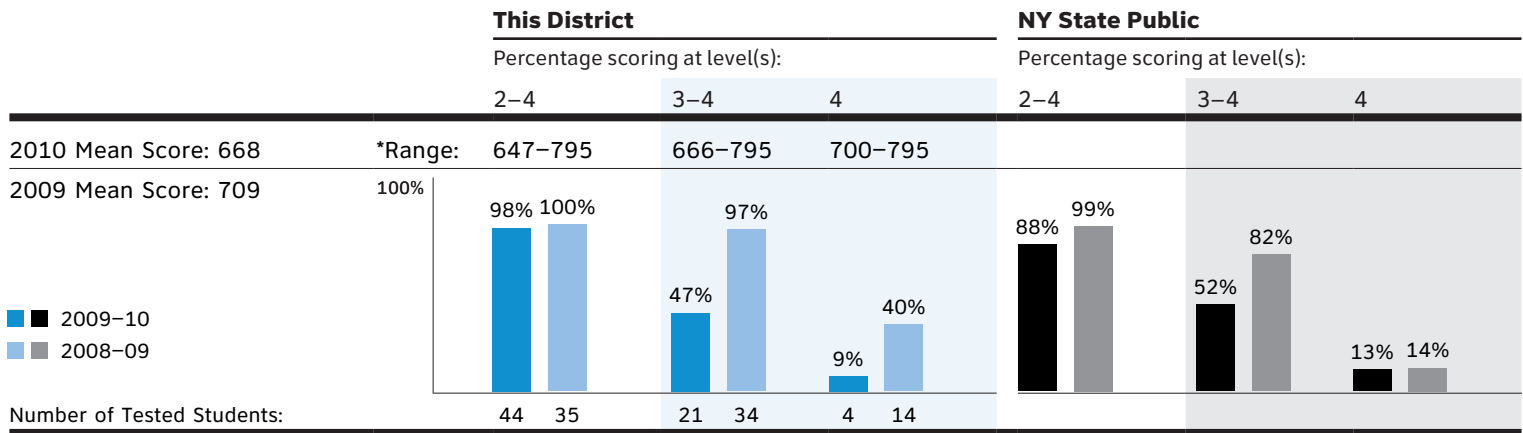 This District NY State Public
Percentage scoring at level(s): Percentage scoring at level(s):
2–4 3–4 4 2–4 3–4 4
2010 Mean Score: 668 *Range: 647–795 666–795 700–795
2009 Mean Score: 709 100%
98% 100% 47% 97% 9% 40% 88% 99% 52% 82% 13% 14%
2009–10
2008–09
Number of Tested Students: 44 35 21 34 4 14